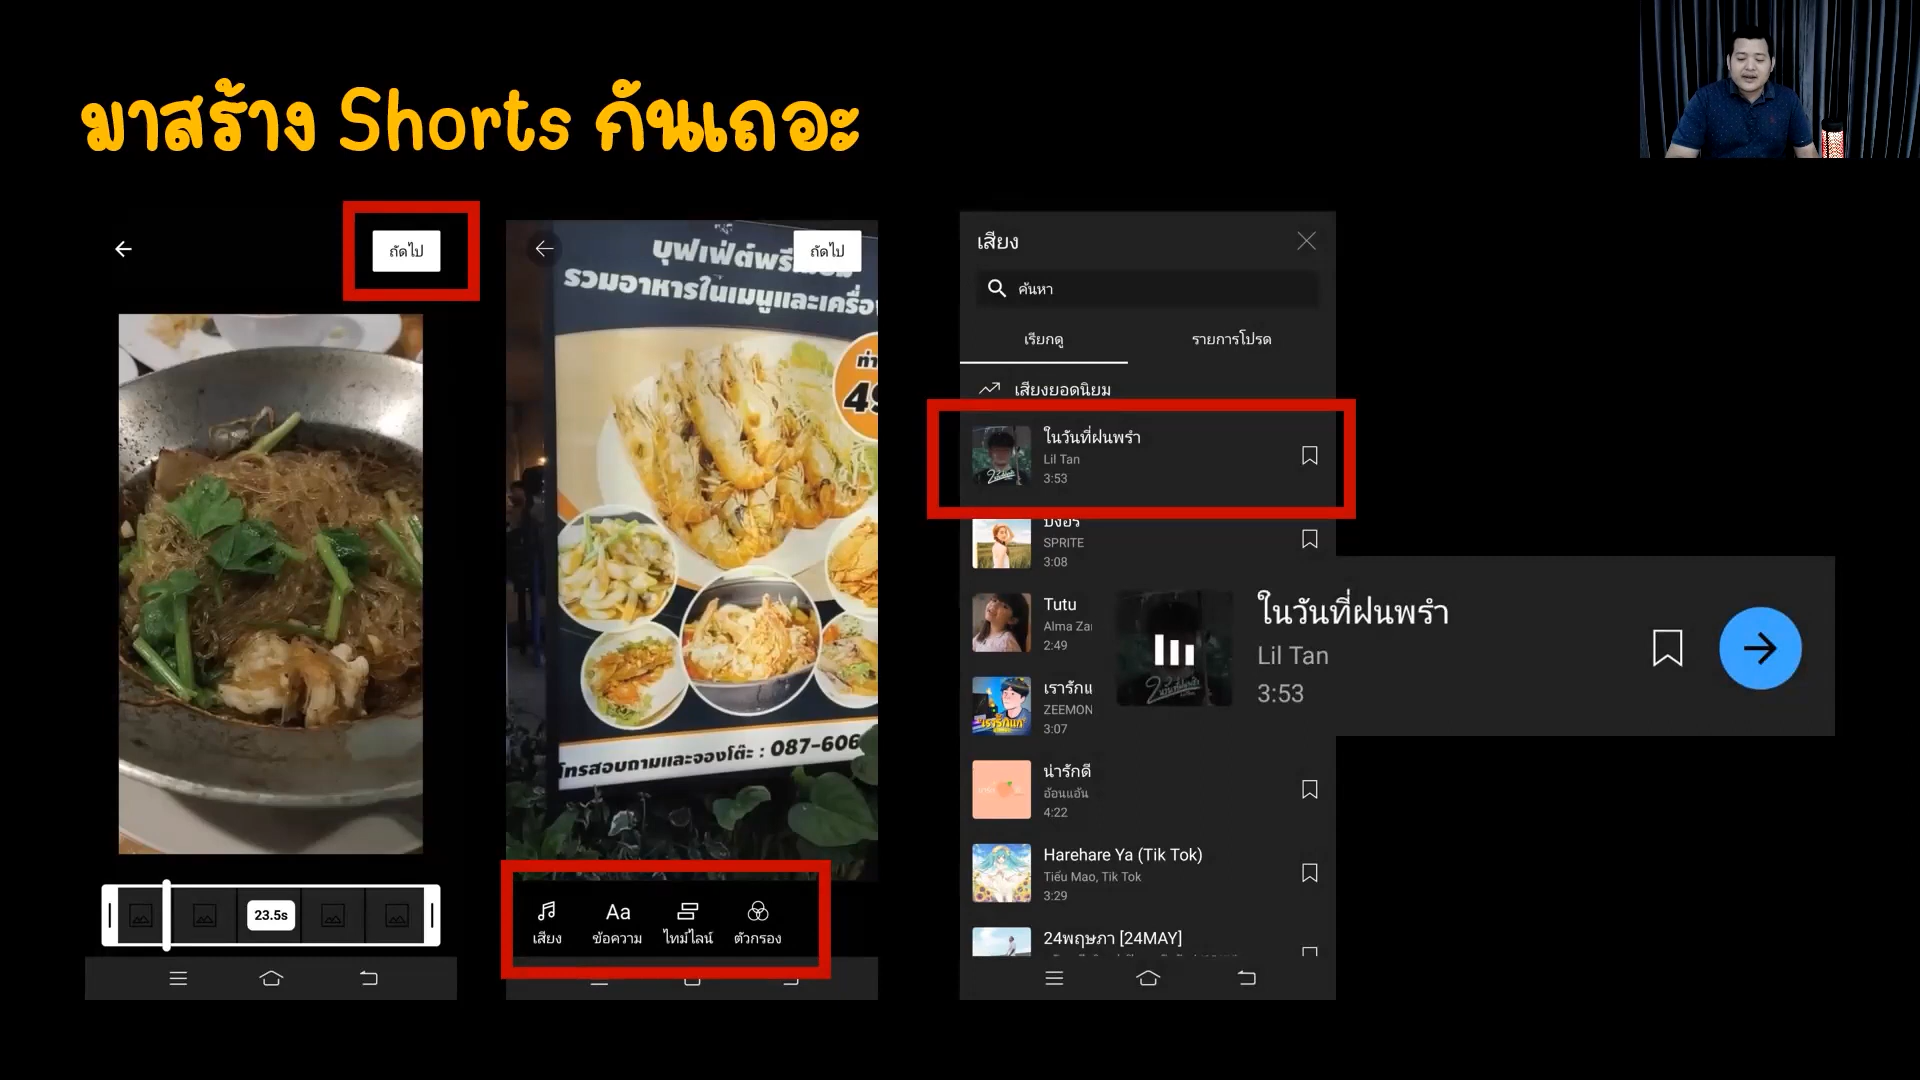 มาสร้าง Shorts กันเถอะ
ถัดไป
23.5s
ถัดไป
บุฟเฟ่ต์
รวมอาหารในเมนูและเครื่อง
โทรสอบถามและจองโต๊ะ : 087-606
เสียง
ข้อความ
ไทม์ไลน์
ตัวกรอง
เสียง
ค้นหา
เรียกดู
รายการโปรด
เสียงยอดนิยม
ในวันที่ฝนพรำ
Lil Tan
3:53
SPRITE
3:08
Tutu
Alma Za
2:49
เรารักแ
ZEEMON
3:07
น่ารักดี
อ้อนแอ้น
4:22
Harehare Ya (Tik Tok)
Tiểu Mao, Tik Tok
3:29
24พฤษภา [24MAY]
ในวันที่ฝนพรำ
Lil Tan
3:53